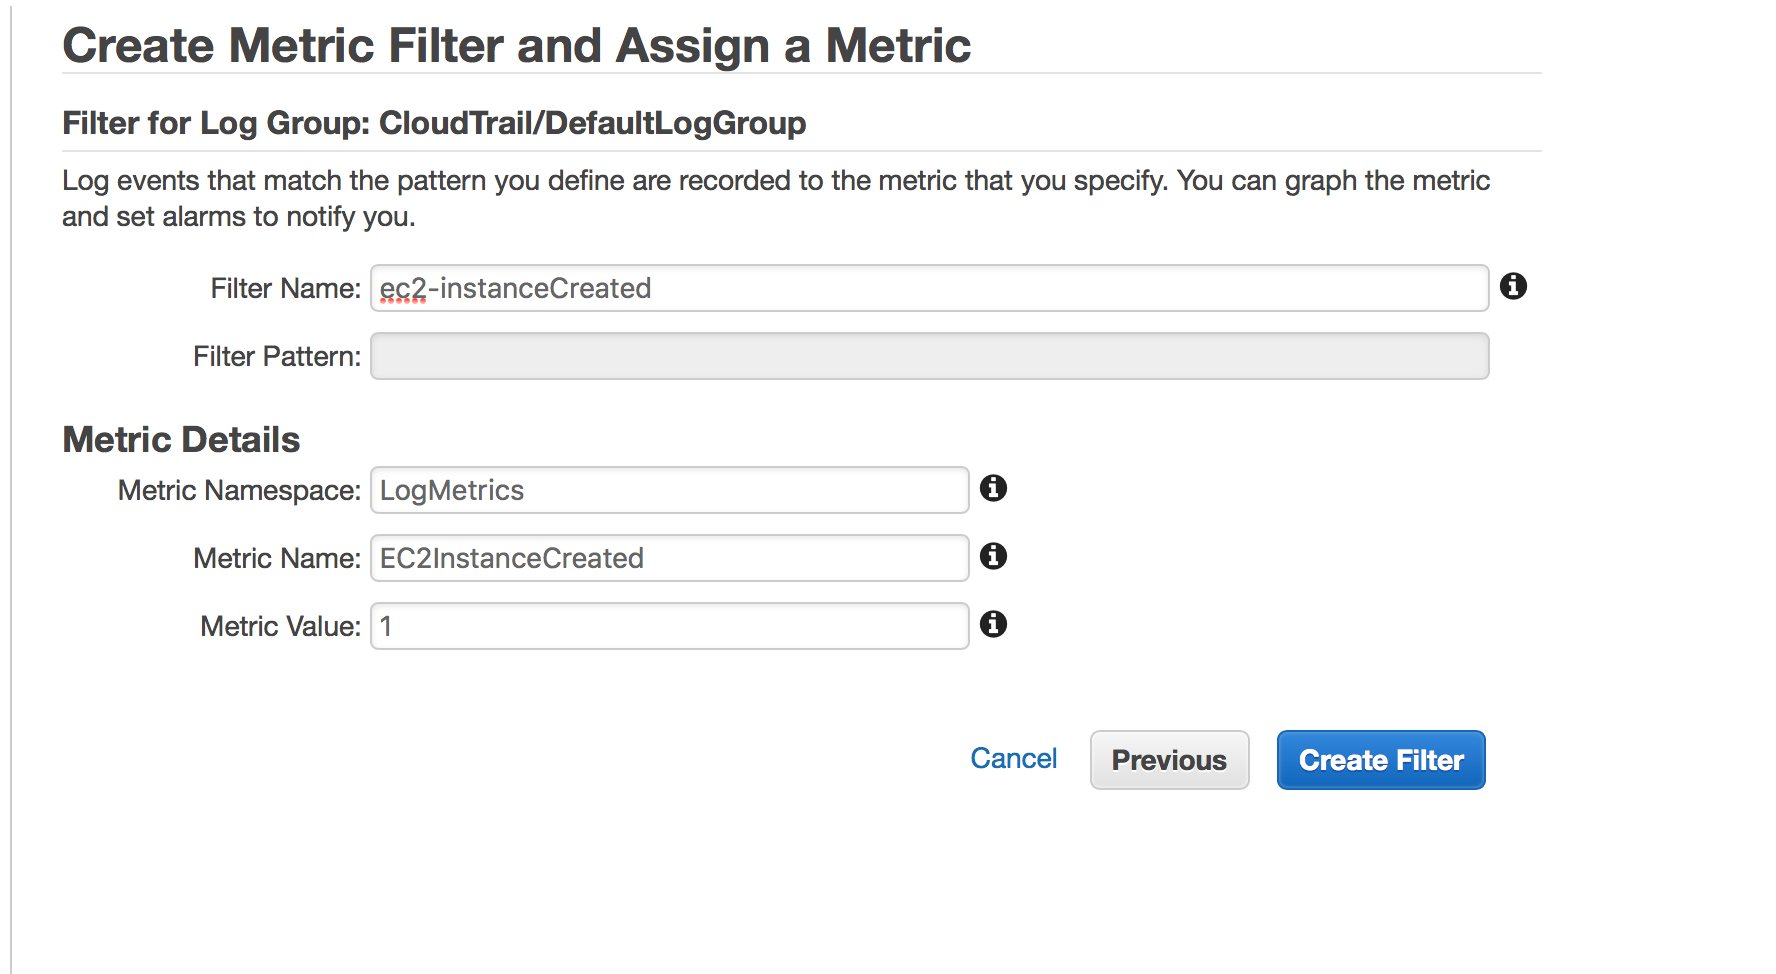 Create Metric Filter and Assign a Metric
Filter for Log Group: CloudTrail/DefaultLogGroup
Log events that match the pattern you define are recorded to the metric that you specify. You can graph the metric
and set alarms to notify you.
Filter Name: ec2-instanceCreated
Filter Pattern:
Metric Details
Metric Namespace: LogMetrics
Metric Name: EC2InstanceCreated
Metric Value: 1
Cancel Previous Create Filter